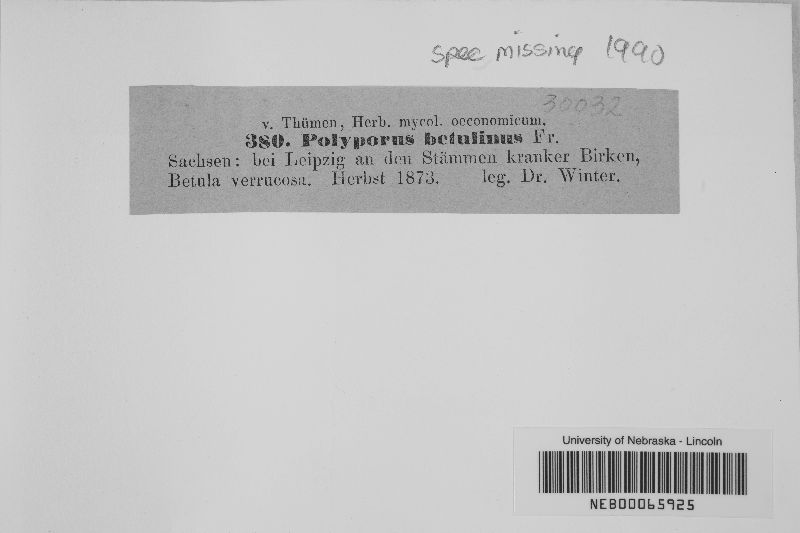 spec missing 1990
30032
v. Thümen, Herb. mycol. oeconomicum.
380. Polyporus betulinus Fr.
Sachsen: bei Leipzig an den Stämmen kranker Birken,
Betula verrucosa. Herbst 1873. leg. Dr. Winter.
University of Nebraska - Lincoln
NEB00065925